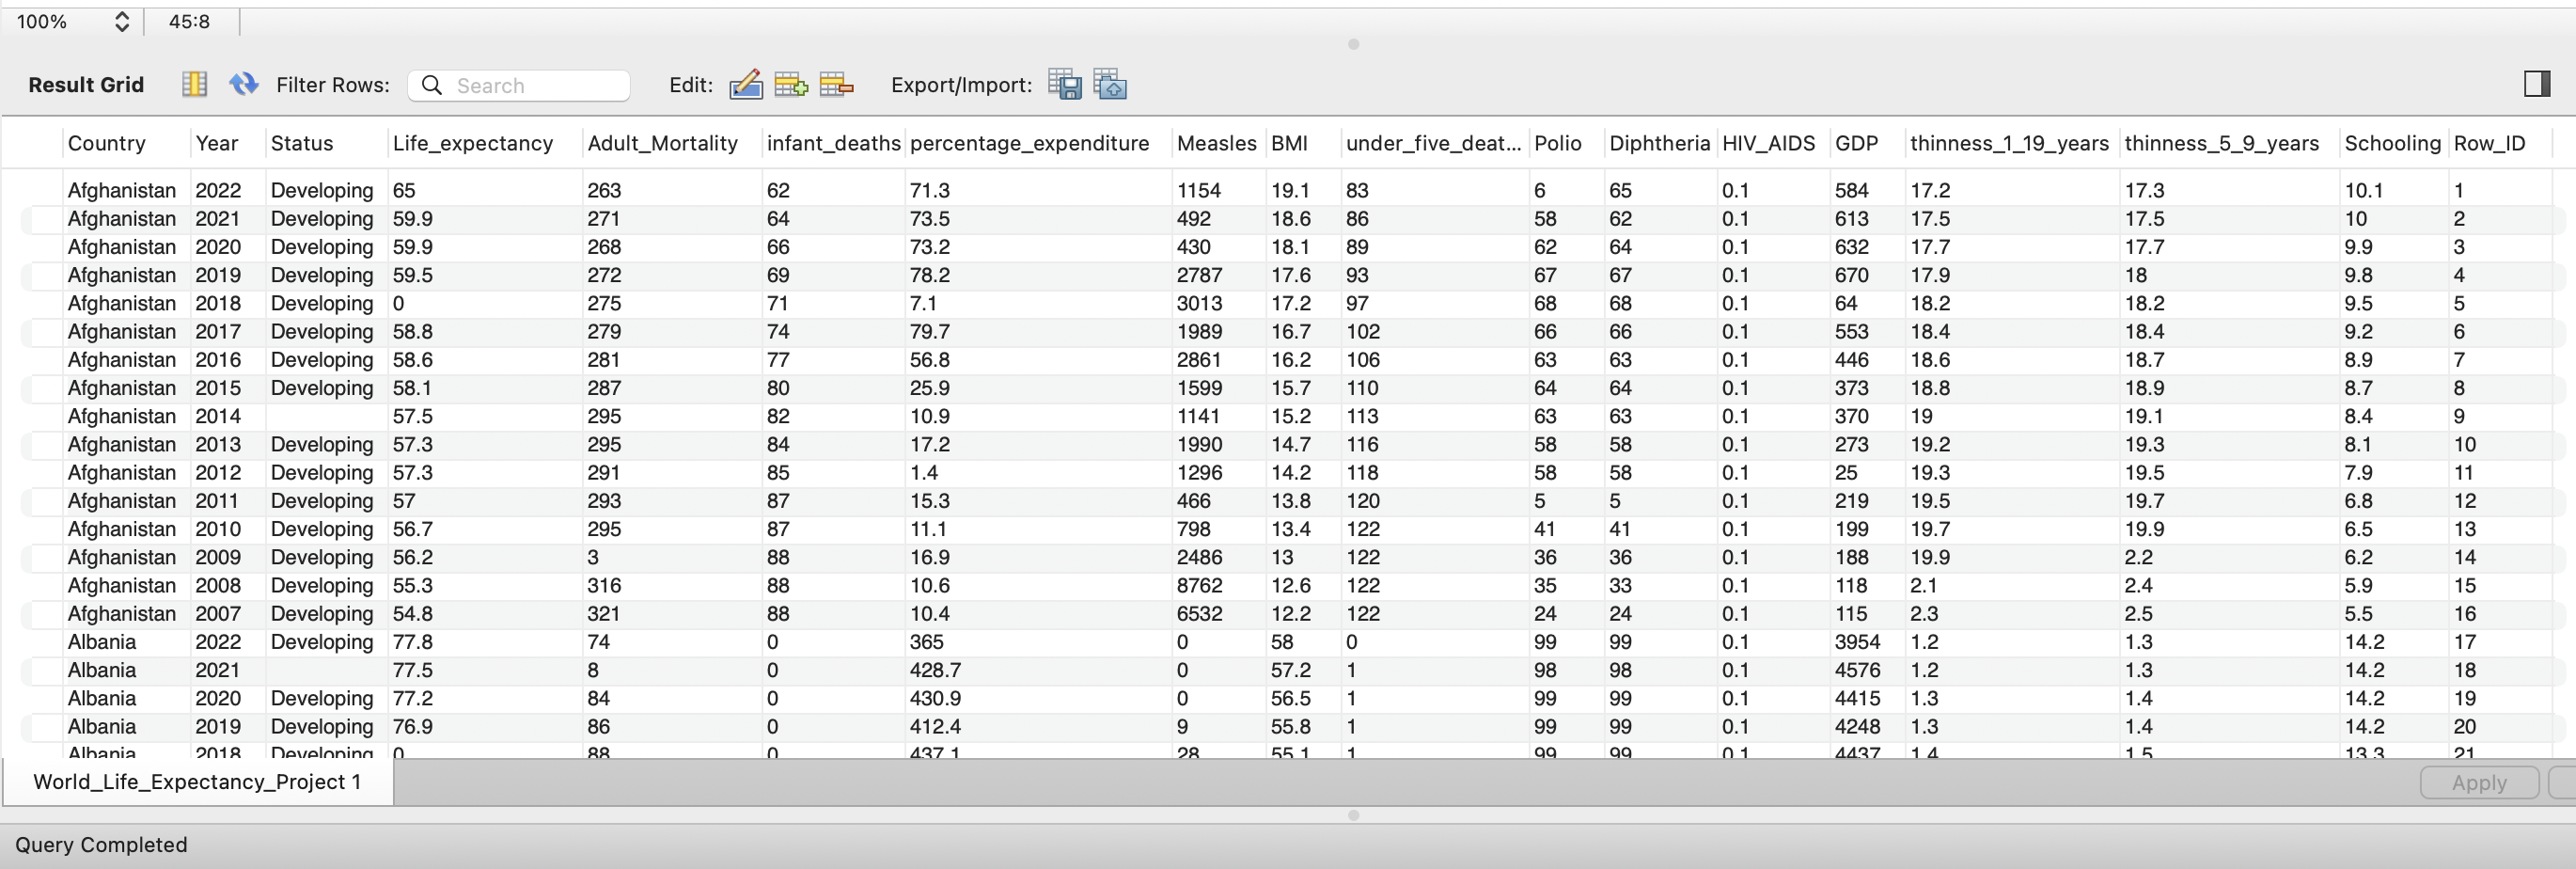 100% 45:8
Result Grid Filter Rows: Search Edit: Export/Import:
Country Year Status Life_expectancy Adult_Mortality infant_deaths percentage_expenditure Measles BMI under_five_deat... Polio Diphtheria HIV_AIDS GDP thinness_1_19_years thinness_5_9_years Schooling Row_ID
Afghanistan 2022 Developing 65 263 62 71.3 1154 19.1 83 6 65 0.1 584 17.2 17.3 10.1 1
Afghanistan 2021 Developing 59.9 271 64 73.5 492 18.6 86 58 62 0.1 613 17.5 17.5 10 2
Afghanistan 2020 Developing 59.9 268 66 73.2 430 18.1 89 62 64 0.1 632 17.7 17.7 9.9 3
Afghanistan 2019 Developing 59.5 272 69 78.2 2787 17.6 93 67 67 0.1 670 17.9 18 9.8 4
Afghanistan 2018 Developing 0 275 71 7.1 3013 17.2 97 68 68 0.1 64 18.2 18.2 9.5 5
Afghanistan 2017 Developing 58.8 279 74 79.7 1989 16.7 102 66 66 0.1 553 18.4 18.4 9.2 6
Afghanistan 2016 Developing 58.6 281 77 56.8 2861 16.2 106 63 63 0.1 446 18.6 18.7 8.9 7
Afghanistan 2015 Developing 58.1 287 80 25.9 1599 15.7 110 64 64 0.1 373 18.8 18.9 8.7 8
Afghanistan 2014 57.5 295 82 10.9 1141 15.2 113 63 63 0.1 370 19 19.1 8.4 9
Afghanistan 2013 Developing 57.3 295 84 17.2 1990 14.7 116 58 58 0.1 273 19.2 19.3 8.1 10
Afghanistan 2012 Developing 57.3 291 85 1.4 1296 14.2 118 58 58 0.1 25 19.3 19.5 7.9 11
Afghanistan 2011 Developing 57 293 87 15.3 466 13.8 120 5 5 0.1 219 19.5 19.7 6.8 12
Afghanistan 2010 Developing 56.7 295 87 11.1 798 13.4 122 41 41 0.1 199 19.7 19.9 6.5 13
Afghanistan 2009 Developing 56.2 3 88 16.9 2486 13 122 36 36 0.1 188 19.9 2.2 6.2 14
Afghanistan 2008 Developing 55.3 316 88 10.6 8762 12.6 122 35 33 0.1 118 2.1 2.4 5.9 15
Afghanistan 2007 Developing 54.8 321 88 10.4 6532 12.2 122 24 24 0.1 115 2.3 2.5 5.5 16
Albania 2022 Developing 77.8 74 0 365 0 58 0 99 99 0.1 3954 1.2 1.3 14.2 17
Albania 2021 77.5 8 0 428.7 0 57.2 1 98 98 0.1 4576 1.2 1.3 14.2 18
Albania 2020 Developing 77.2 84 0 430.9 0 56.5 1 99 99 0.1 4415 1.3 1.4 14.2 19
Albania 2019 Developing 76.9 86 0 412.4 9 55.8 1 99 99 0.1 4248 1.3 1.4 14.2 20
Albania 2018 Developing 0 88 0 437.1 28 55.1 1 99 99 0.1 4437 1.4 1.5 13.3 21
World_Life_Expectancy_Project 1 Apply
Query Completed